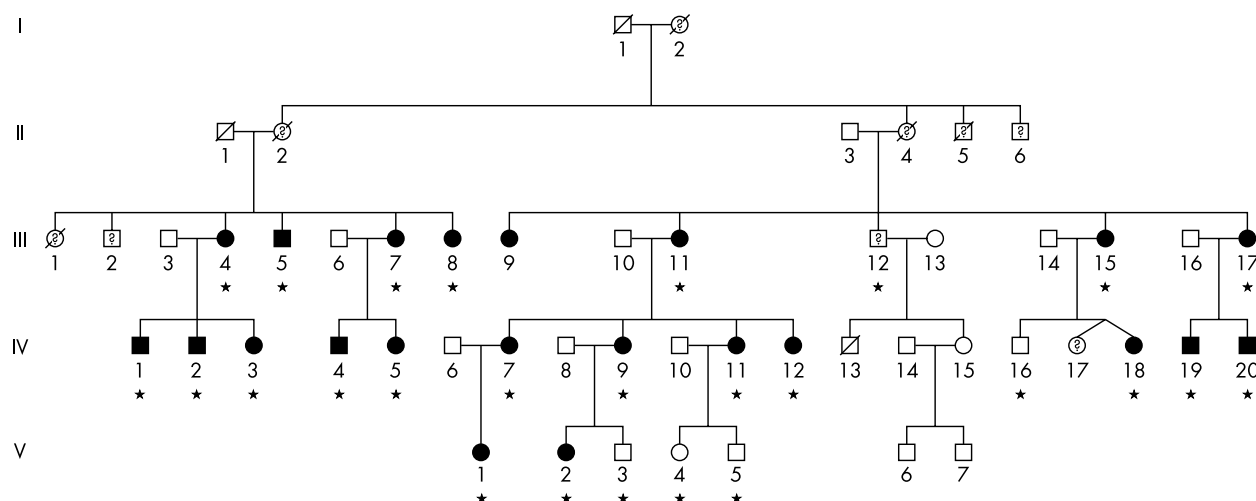 I
1 2
II
? ? ? ? ?
1 2 3 4 5 6
III
? ? ?
1 2 3 4 5 6 7 8 9 10 11 12 13 14 15 16 17
★ ★ ★ ★ ★ ★ ★ ★
IV
?
1 2 3 4 5 6 7 8 9 10 11 12 13 14 15 16 17 18 19 20
★ ★ ★ ★ ★ ★ ★ ★ ★ ★ ★ ★ ★
V
1 2 3 4 5 6 7
★ ★ ★ ★ ★